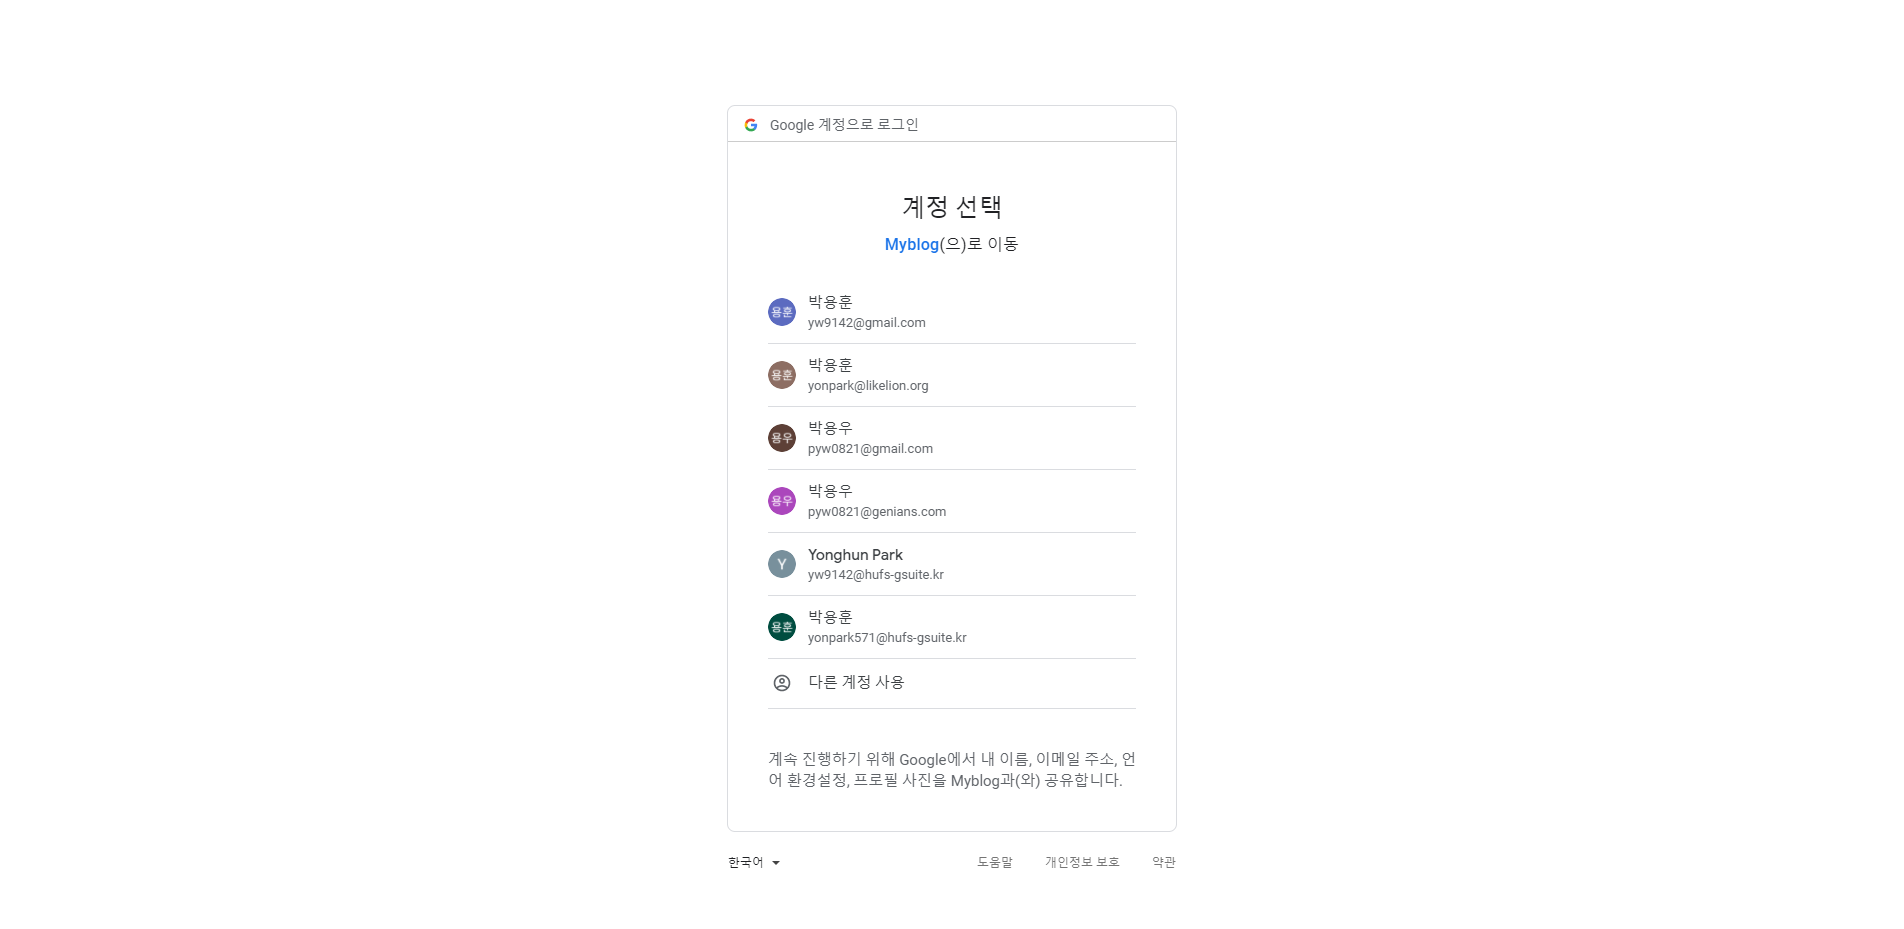 Google 계정으로 로그인
계정 선택
Myblog(으)로 이동
용훈 박용훈
yw9142@gmail.com
용훈 박용훈
yonpark@likelion.org
용우 박용우
pyw0821@gmail.com
용우 박용우
pyw0821@genians.com
Y Yonghun Park
yw9142@hufs-gsuite.kr
용훈 박용훈
yonpark571@hufs-gsuite.kr
다른 계정 사용
계속 진행하기 위해 Google에서 내 이름, 이메일 주소, 언
어 환경설정, 프로필 사진을 Myblog과(와) 공유합니다.
한국어 도움말 개인정보 보호 약관